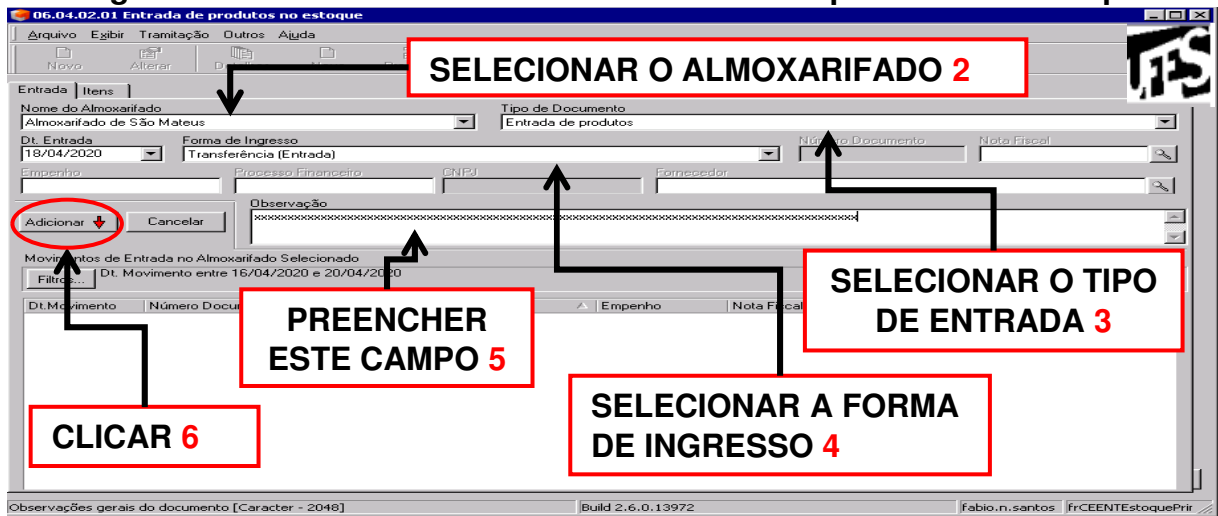 06.04.02.01 Entrada de produtos no estoque
Arquivo Exibir Tramitação Outros Ajuda
Novo Alterar
SELECIONAR O ALMOXARIFADO 2
Entrada Itens
Nome do Almoxarifado Tipo de Documento
Almoxarifado de São Mateus Entrada de produtos
Dt. Entrada Forma de Ingresso Número Documento Nota Fiscal
18/04/2020 Transferência (Entrada)
Empenho Processo Financeiro CNPJ Fornecedor
Observação
Adicionar Cancelar
Movimentos de Entrada no Almoxarifado Selecionado
Filtros... Dt. Movimento entre 16/04/2020 e 20/04/2020
SELECIONAR O TIPO
DE ENTRADA 3
Dt.Movimento Número Empenho
PREENCHER
ESTE CAMPO 5
SELECIONAR A FORMA
DE INGRESSO 4
CLICAR 6
Observações gerais do documento [Caracter - 2048] Build 2.6.0.13972 fabio.n.santos frCEENTEstoquePrir